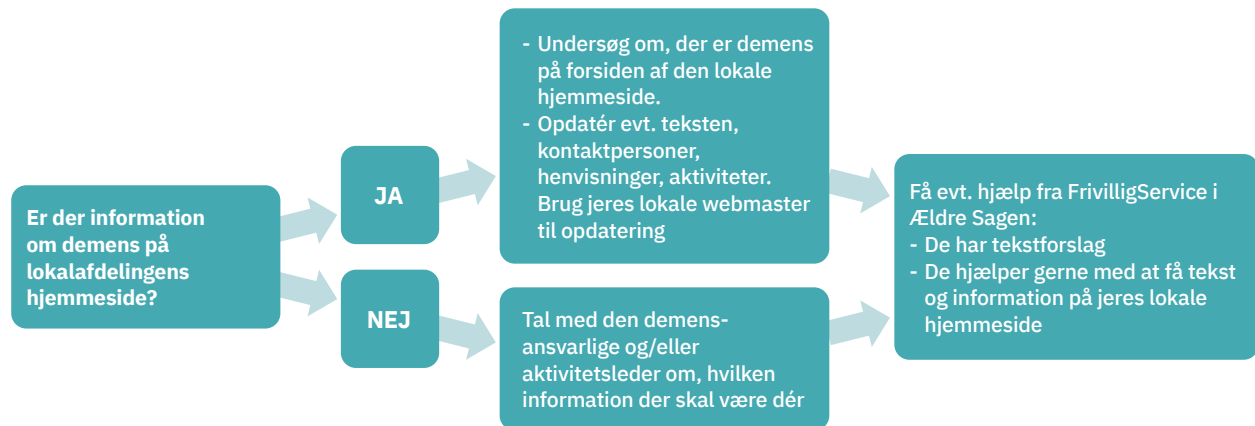 Er der information
om demens på
lokalafdelingens
hjemmeside?
JA
- Undersøg om, der er demens
på forsiden af den lokale
hjemmeside.
- Opdatér evt. teksten,
kontaktpersoner,
henvisninger, aktiviteter.
Brug jeres lokale webmaster
til opdatering
NEJ
Tal med den demens-
ansvarlige og/eller
aktivitetsleder om, hvilken
information der skal være dér
Få evt. hjælp fra FrivilligService i
Ældre Sagen:
- De har tekstforslag
- De hjælper gerne med at få tekst
og information på jeres lokale
hjemmeside